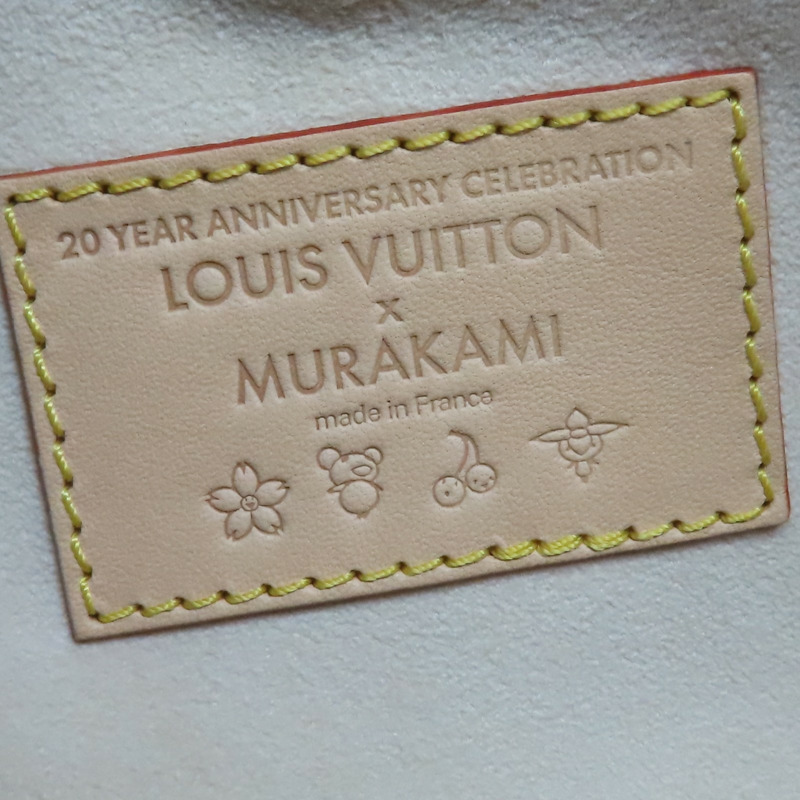 20 YEAR ANNIVERSARY CELEBRATION
LOUIS VUITTON
x
MURAKAMI
made in France